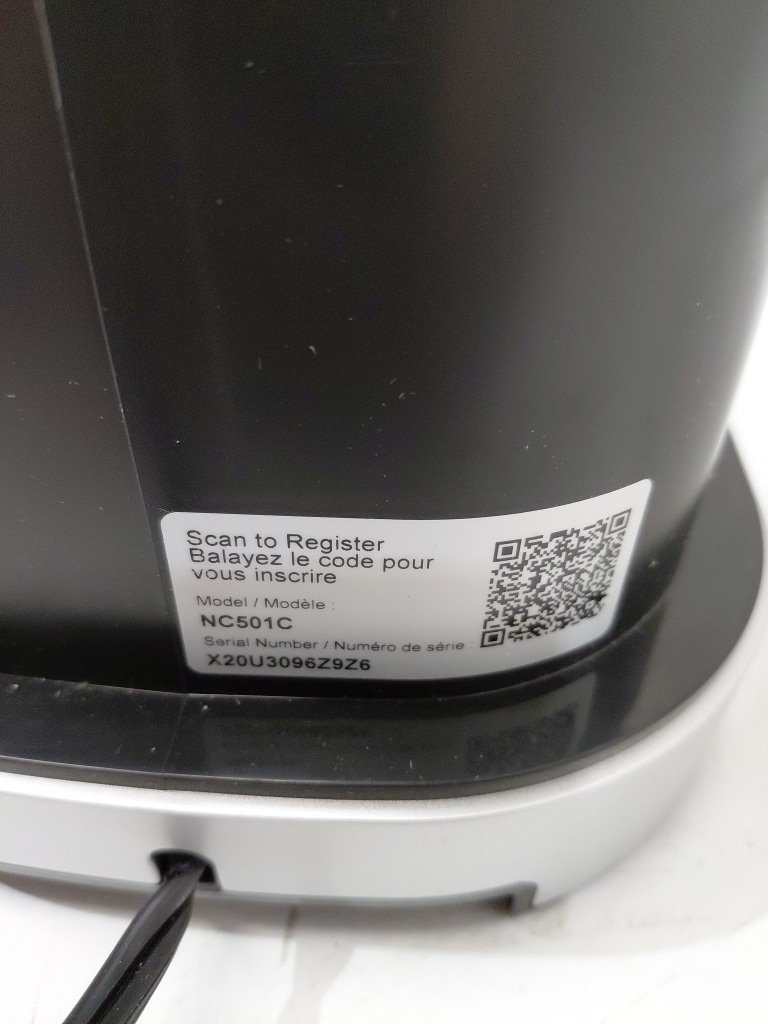 Scan to Register
Balayez le code pour
vous inscrire
Model / Modèle :
NC501C
Serial Number / Numéro de série :
X20U3096Z9Z6